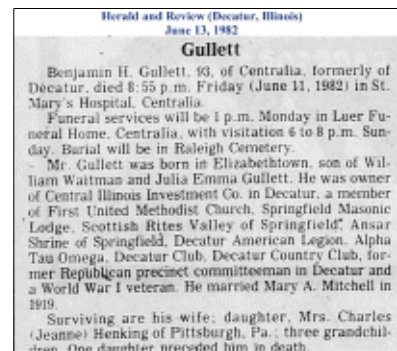 Herald and Review (Decatur, Illinois)
June 13, 1982
Gullett
Benjamin H. Gullett, 93, of Centralia, formerly of
Decatur, died 8:55 p.m. Friday (June 11, 1982) in St.
Mary's Hospital, Centralia.
Funeral services will be 1 p.m. Monday in Luer Fu-
neral Home, Centralia, with visitation 6 to 8 p.m. Sun-
day. Burial will be in Raleigh Cemetery.
Mr. Gullett was born in Elizabethtown, son of Wil-
liam Waitman and Julia Emma Gullett. He was owner
of Central Illinois Investment Co. in Decatur, a member
of First United Methodist Church, Springfield Masonic
Lodge, Scottish Rites Valley of Springfield, Ansar
Shrine of Springfield, Decatur American Legion, Alpha
Tau Omega, Decatur Club, Decatur Country Club, for-
mer Republican precinct committeeman in Decatur and
a World War I veteran. He married Mary A. Mitchell in
1919.
Surviving are his wife; daughter, Mrs. Charles
(Jeanne) Henking of Pittsburgh, Pa.; three grandchil-
dren. One daughter preceded him in death.